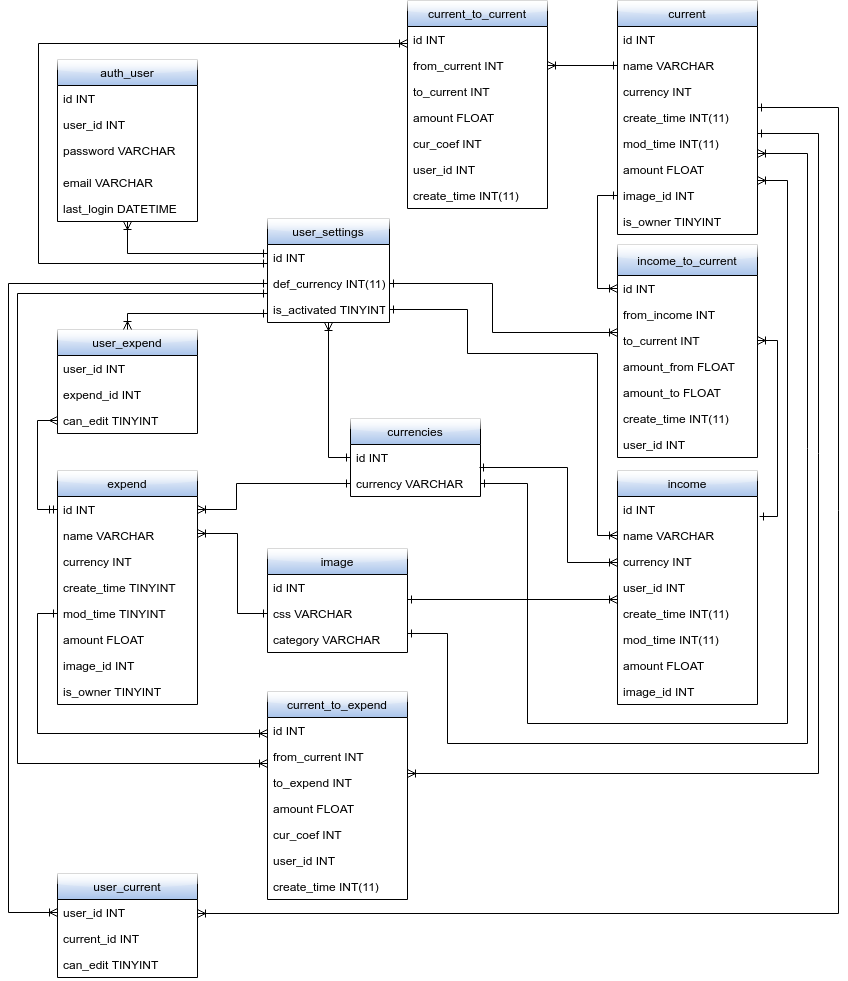 current_to_current
id INT
from_current INT
to_current INT
amount FLOAT
cur_coef INT
user_id INT
create_time INT(11)
current
id INT
name VARCHAR
currency INT
create_time INT(11)
mod_time INT(11)
amount FLOAT
image_id INT
is_owner TINYINT
auth_user
id INT
user_id INT
password VARCHAR
email VARCHAR
last_login DATETIME
user_settings
id INT
def_currency INT(11)
is_activated TINYINT
income_to_current
id INT
from_income INT
to_current INT
amount_from FLOAT
amount_to FLOAT
create_time INT(11)
user_id INT
user_expend
user_id INT
expend_id INT
can_edit TINYINT
currencies
id INT
currency VARCHAR
expend
id INT
name VARCHAR
currency INT
create_time TINYINT
mod_time TINYINT
amount FLOAT
image_id INT
is_owner TINYINT
image
id INT
css VARCHAR
category VARCHAR
income
id INT
name VARCHAR
currency INT
user_id INT
create_time INT(11)
mod_time INT(11)
amount FLOAT
image_id INT
current_to_expend
id INT
from_current INT
to_expend INT
amount FLOAT
cur_coef INT
user_id INT
create_time INT(11)
user_current
user_id INT
current_id INT
can_edit TINYINT